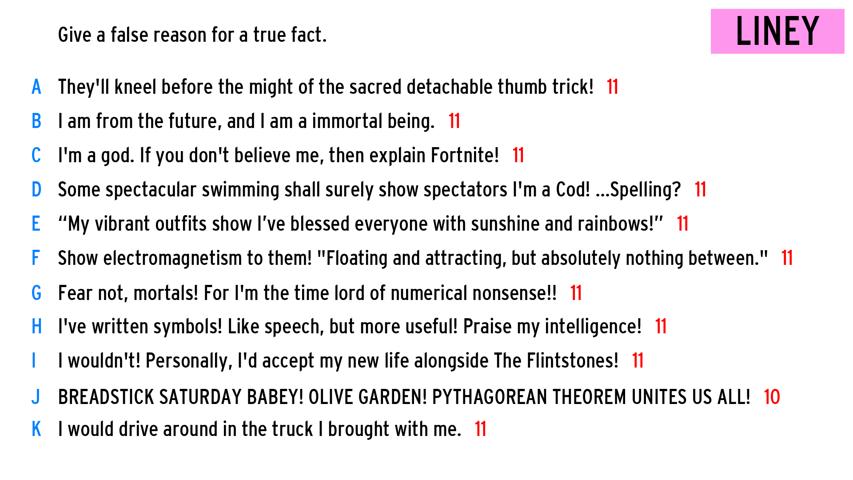 Give a false reason for a true fact.
LINEY
A They'll kneel before the might of the sacred detachable thumb trick! 11
B I am from the future, and I am a immortal being. 11
C I'm a god. If you don't believe me, then explain Fortnite! 11
D Some spectacular swimming shall surely show spectators I'm a Cod! ...Spelling? 11
E “My vibrant outfits show I’ve blessed everyone with sunshine and rainbows!” 11
F Show electromagnetism to them! "Floating and attracting, but absolutely nothing between." 11
G Fear not, mortals! For I'm the time lord of numerical nonsense!! 11
H I've written symbols! Like speech, but more useful! Praise my intelligence! 11
I I wouldn't! Personally, I'd accept my new life alongside The Flintstones! 11
J BREADSTICK SATURDAY BABEY! OLIVE GARDEN! PYTHAGOREAN THEOREM UNITES US ALL! 10
K I would drive around in the truck I brought with me. 11